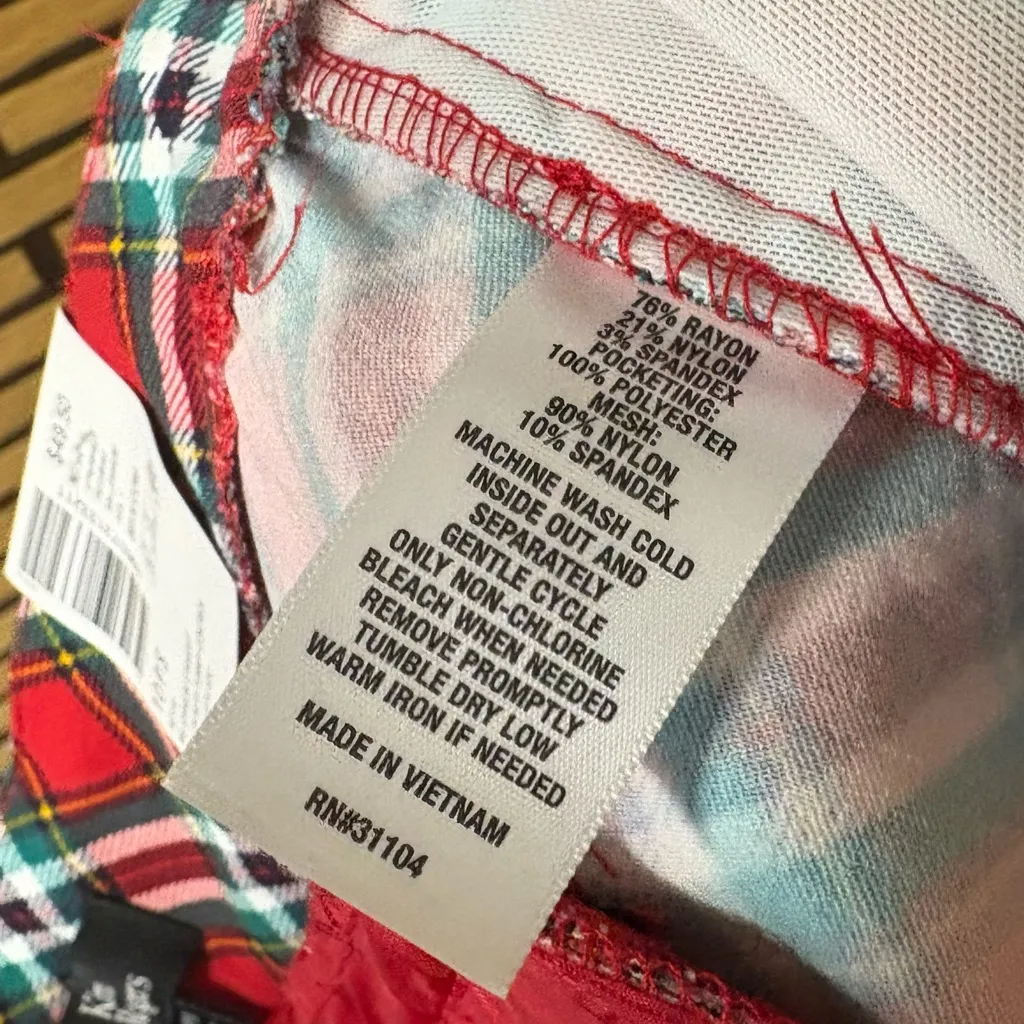 76% RAYON
21% NYLON
3% SPANDEX
POCKETING:
100% POLYESTER
MESH:
90% NYLON
10% SPANDEX
MACHINE WASH COLD
INSIDE OUT AND
SEPARATELY
GENTLE CYCLE
ONLY NON-CHLORINE
BLEACH WHEN NEEDED
REMOVE PROMPTLY
TUMBLE DRY LOW
WARM IRON IF NEEDED
MADE IN VIETNAM
RN#31104
$49.50